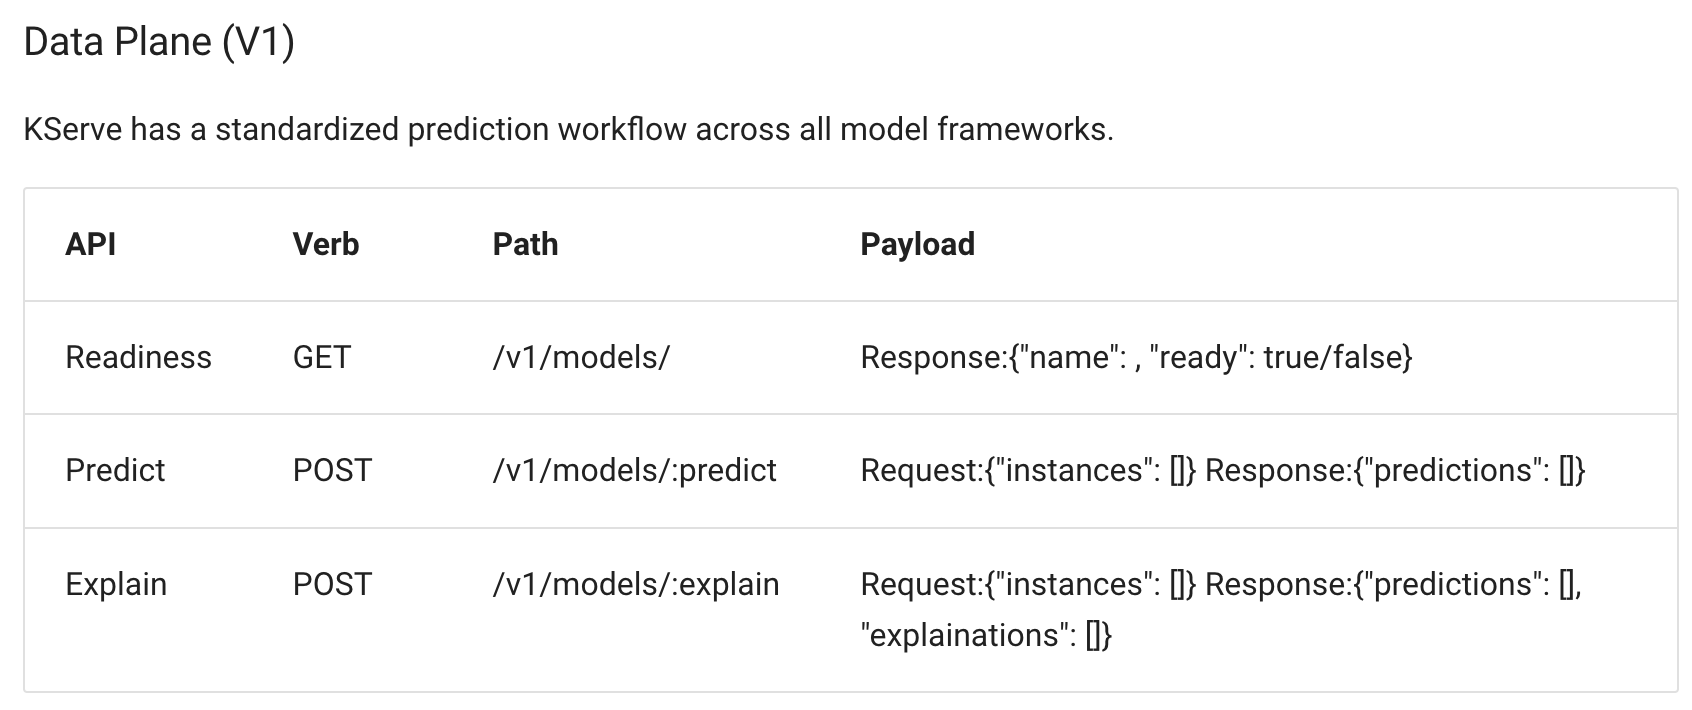 Data Plane (V1)
KServe has a standardized prediction workflow across all model frameworks.
API Verb Path Payload
Readiness GET /v1/models/ Response:{"name": , "ready": true/false}
Predict POST /v1/models/:predict Request:{"instances": []} Response:{"predictions": []}
Explain POST /v1/models/:explain Request:{"instances": []} Response:{"predictions": [],
"explainations": []}